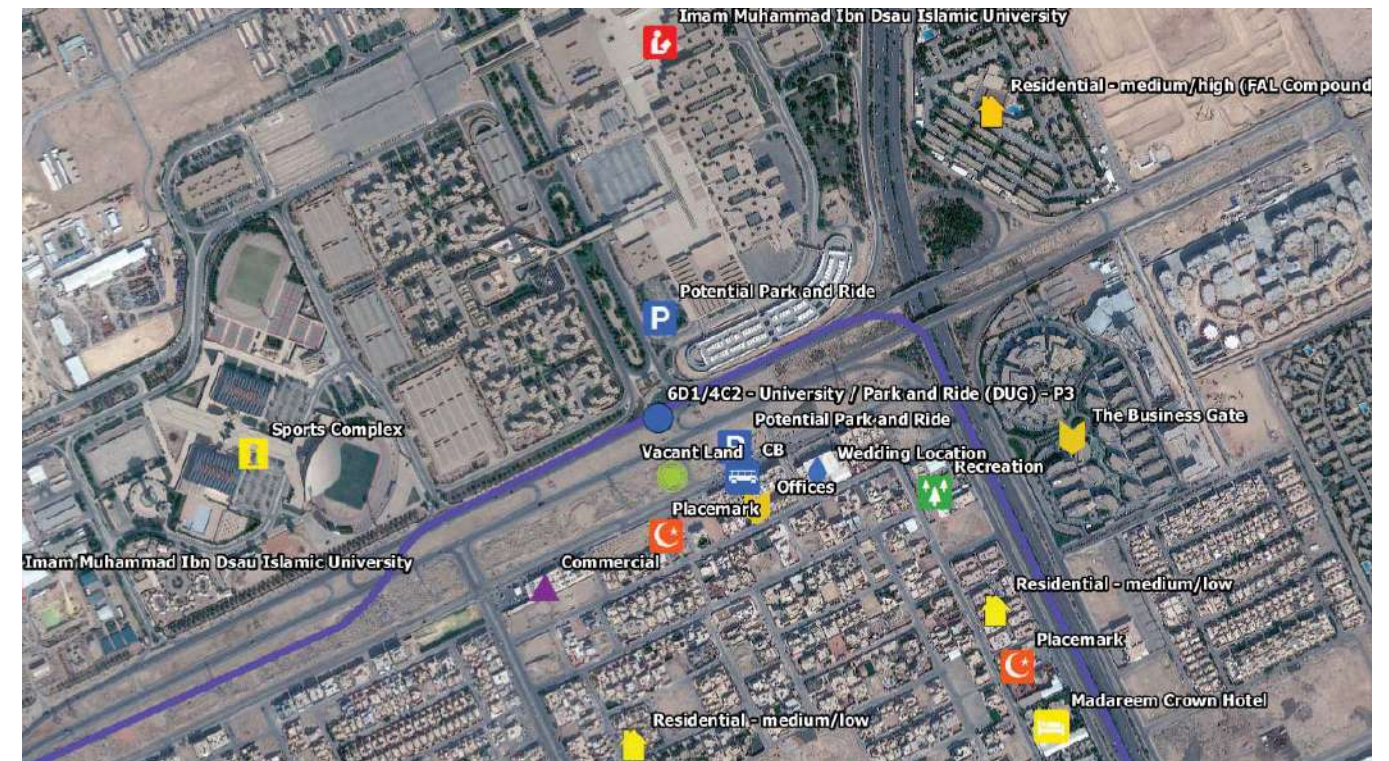 Imam Muhammad Ibn Dsau Islamic University
Residential - medium/high (FAL Compound
Potential Park and Ride
P
6D1/4C2 - University / Park and Ride (DUG) - P3
Potential Park and Ride
The Business Gate
Sports Complex
Vacant Land
CB
Wedding Location
Recreation
Offices
Placemark
Imam Muhammad Ibn Dsau Islamic University
Commercial
Residential - medium/low
Placemark
Madareem Crown Hotel
Residential - medium/low